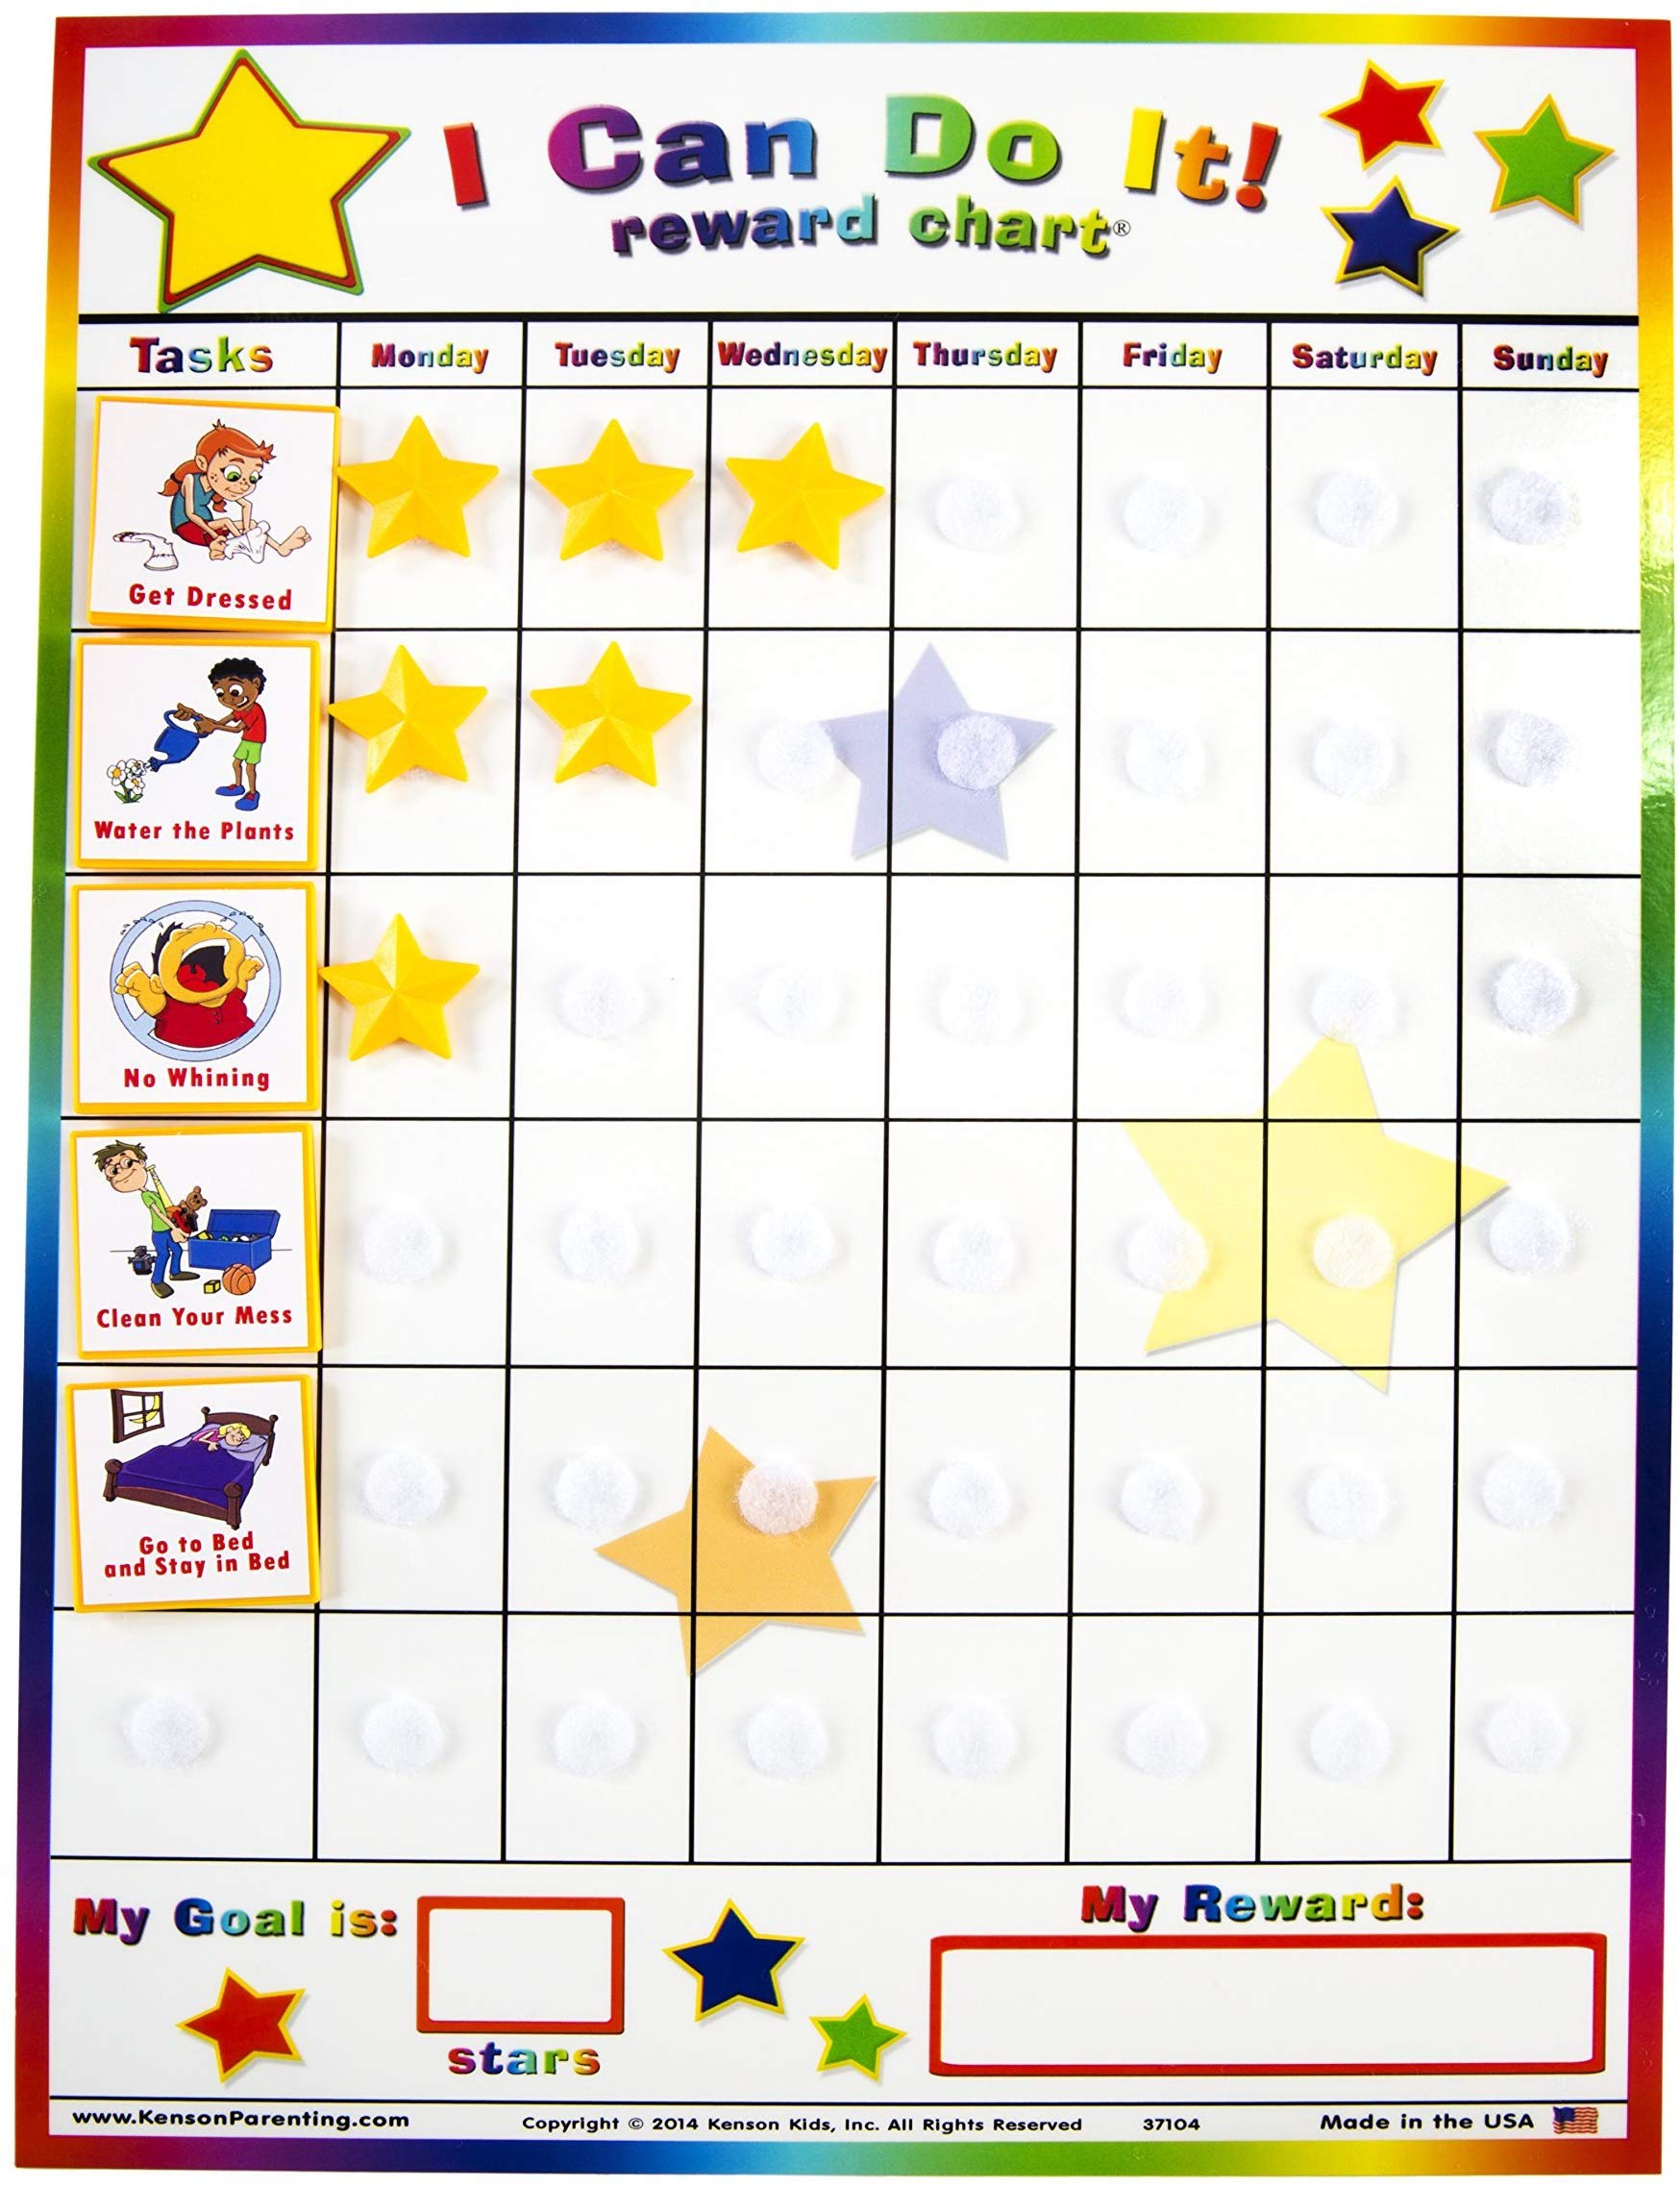 I Can Do It!
reward chart®
Tasks Monday Tuesday Wednesday Thursday Friday Saturday Sunday
Get Dressed
Water the Plants
No Whining
Clean Your Mess
Go to Bed
and Stay in Bed
My Goal is:
stars
My Reward:
www.KensonParenting.com Copyright © 2014 Kenson Kids, Inc. All Rights Reserved 37104 Made in the USA